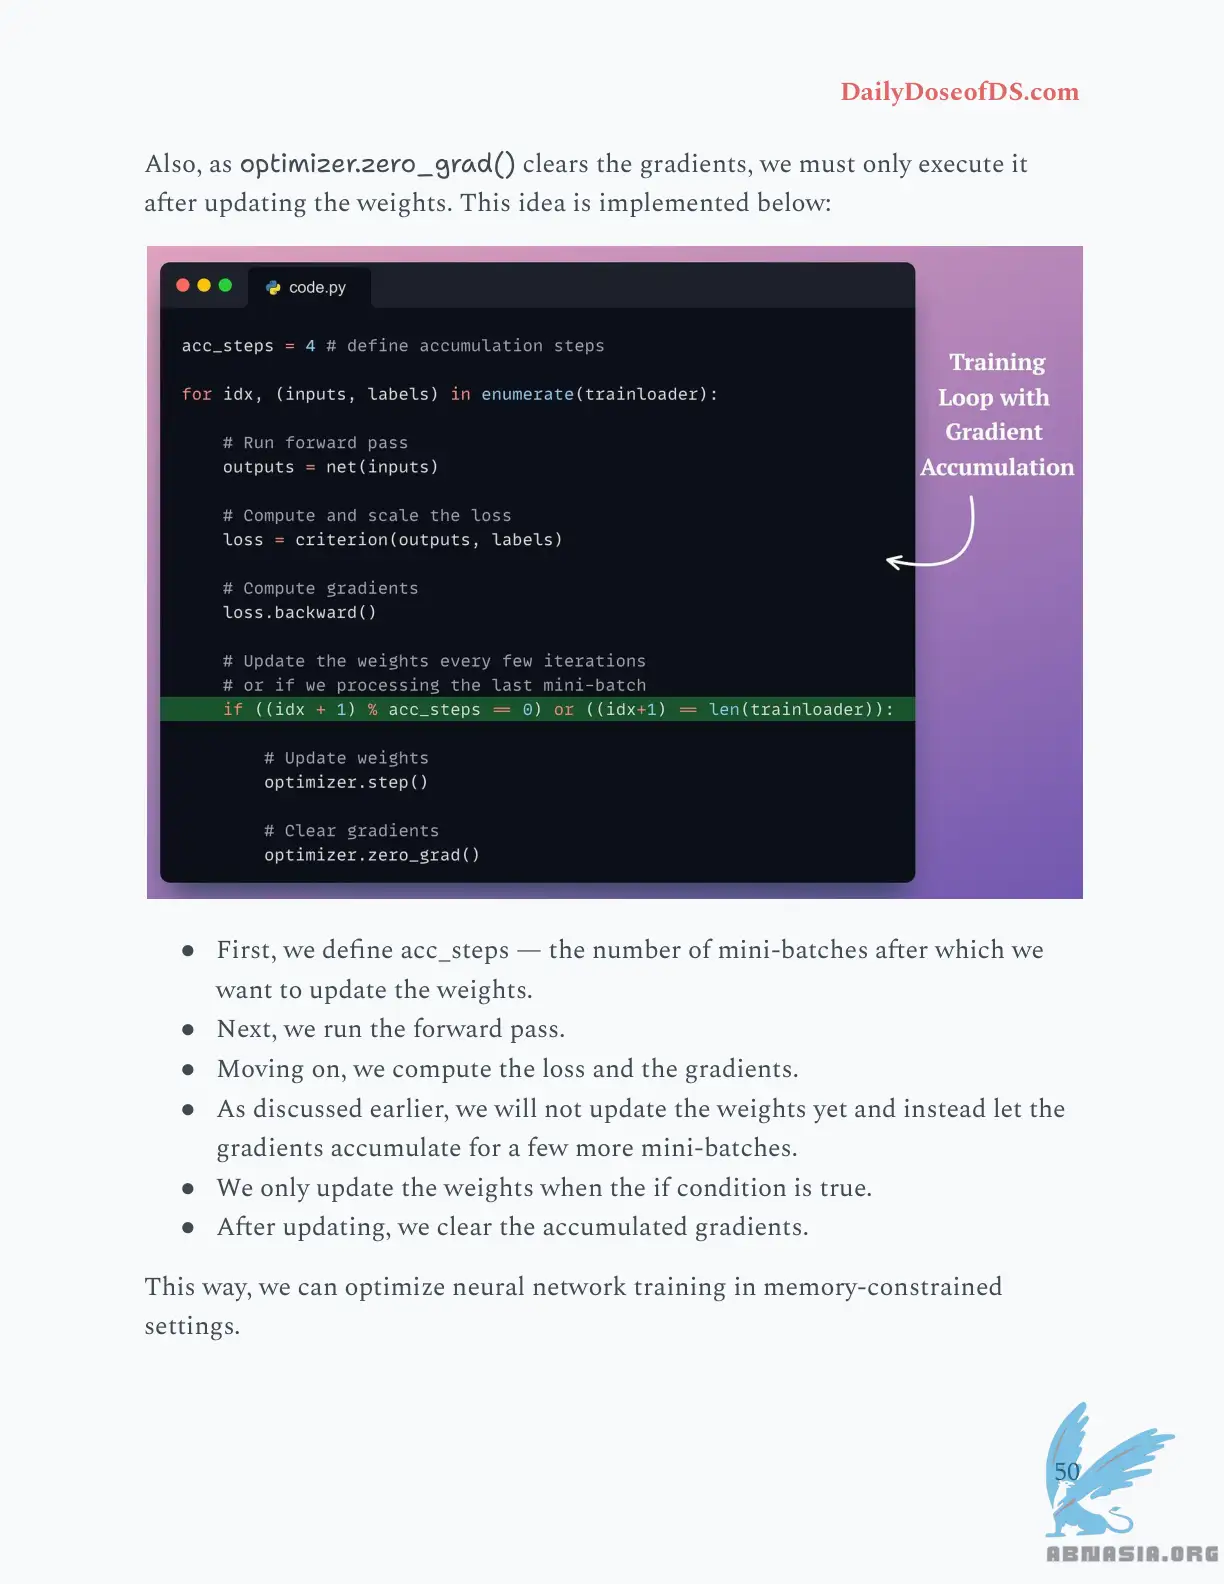 DailyDoseofDS.com
Also, as optimizer.zero_grad() clears the gradients, we must only execute it
after updating the weights. This idea is implemented below:
code.py
acc_steps = 4 # define accumulation steps
for idx, (inputs, labels) in enumerate(trainloader):
# Run forward pass
outputs = net(inputs)
# Compute and scale the loss
loss = criterion(outputs, labels)
# Compute gradients
loss.backward()
# Update the weights every few iterations
# or if we processing the last mini-batch
if ((idx + 1) % acc_steps == 0) or ((idx+1) == len(trainloader)):
# Update weights
optimizer.step()
# Clear gradients
optimizer.zero_grad()
Training
Loop with
Gradient
Accumulation
● First, we define acc_steps — the number of mini-batches after which we
want to update the weights.
● Next, we run the forward pass.
● Moving on, we compute the loss and the gradients.
● As discussed earlier, we will not update the weights yet and instead let the
gradients accumulate for a few more mini-batches.
● We only update the weights when the if condition is true.
● After updating, we clear the accumulated gradients.
This way, we can optimize neural network training in memory-constrained
settings.
50
ABNASIA.ORG